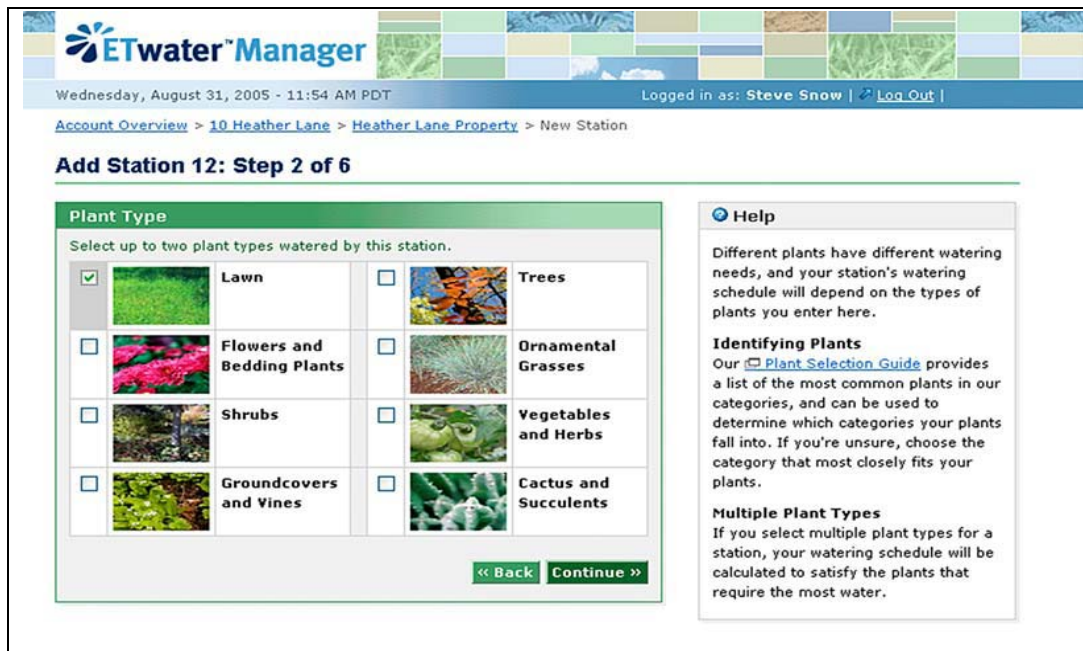 ETwater™Manager
Wednesday, August 31, 2005 - 11:54 AM PDT
Logged in as: Steve Snow | Log Out |
Account Overview > 10 Heather Lane > Heather Lane Property > New Station
Add Station 12: Step 2 of 6
Plant Type
Select up to two plant types watered by this station.
Lawn
Trees
Flowers and
Bedding Plants
Ornamental
Grasses
Shrubs
Vegetables
and Herbs
Groundcovers
and Vines
Cactus and
Succulents
« Back
Continue »
Help
Different plants have different watering
needs, and your station's watering
schedule will depend on the types of
plants you enter here.
Identifying Plants
Our Plant Selection Guide provides
a list of the most common plants in our
categories, and can be used to
determine which categories your plants
fall into. If you're unsure, choose the
category that most closely fits your
plants.
Multiple Plant Types
If you select multiple plant types for a
station, your watering schedule will be
calculated to satisfy the plants that
require the most water.